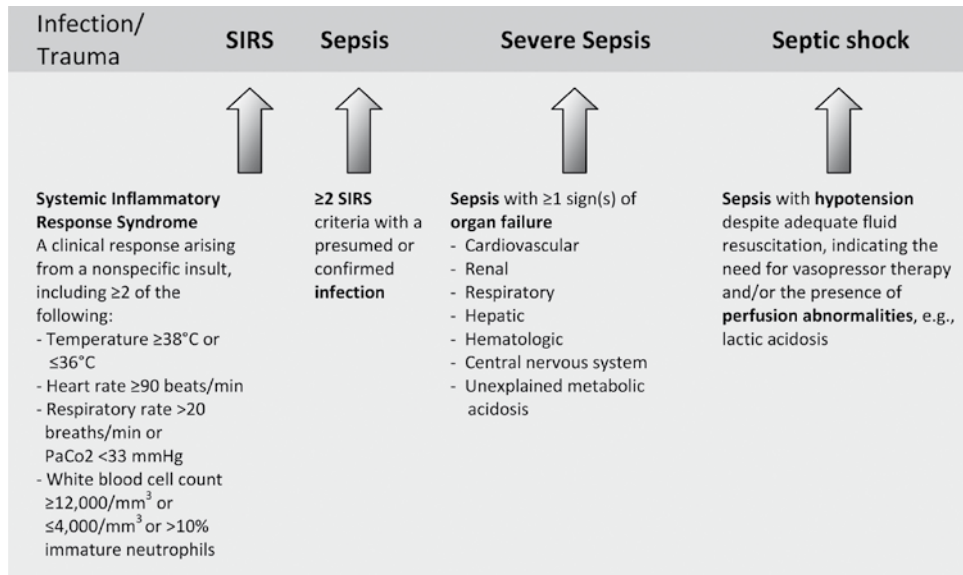 Infection/
Trauma
SIRS
Sepsis
Severe Sepsis
Septic shock
Systemic Inflammatory
Response Syndrome
A clinical response arising
from a nonspecific insult,
including ≥2 of the
following:
- Temperature ≥38°C or
≤36°C
- Heart rate ≥90 beats/min
- Respiratory rate >20
breaths/min or
PaCo2 <33 mmHg
- White blood cell count
≥12,000/mm³ or
≤4,000/mm³ or >10%
immature neutrophils
≥2 SIRS
criteria with a
presumed or
confirmed
infection
Sepsis with ≥1 sign(s) of
organ failure
- Cardiovascular
- Renal
- Respiratory
- Hepatic
- Hematologic
- Central nervous system
- Unexplained metabolic
acidosis
Sepsis with hypotension
despite adequate fluid
resuscitation, indicating the
need for vasopressor therapy
and/or the presence of
perfusion abnormalities, e.g.,
lactic acidosis